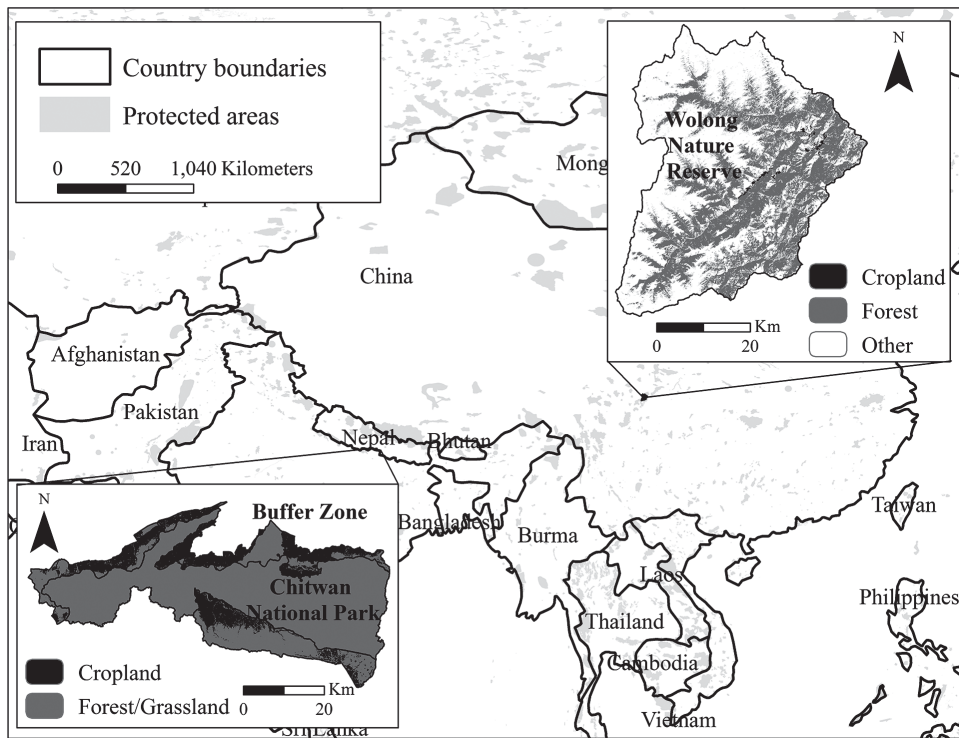 Country boundaries
Protected areas
0 520 1,040 Kilometers
N
Wolong
Nature
Reserve
Cropland
Forest
Other
Km
0 20
Mong
China
Afghanistan
Pakistan
Iran
Nepal
Bhutan
Bangladesh
Burma
Taiwan
Laos
Philippines
Thailand
Cambodia
Vietnam
N
Buffer Zone
Chitwan
National Park
Cropland
Forest/Grassland
Km
0 20
Sri Lanka